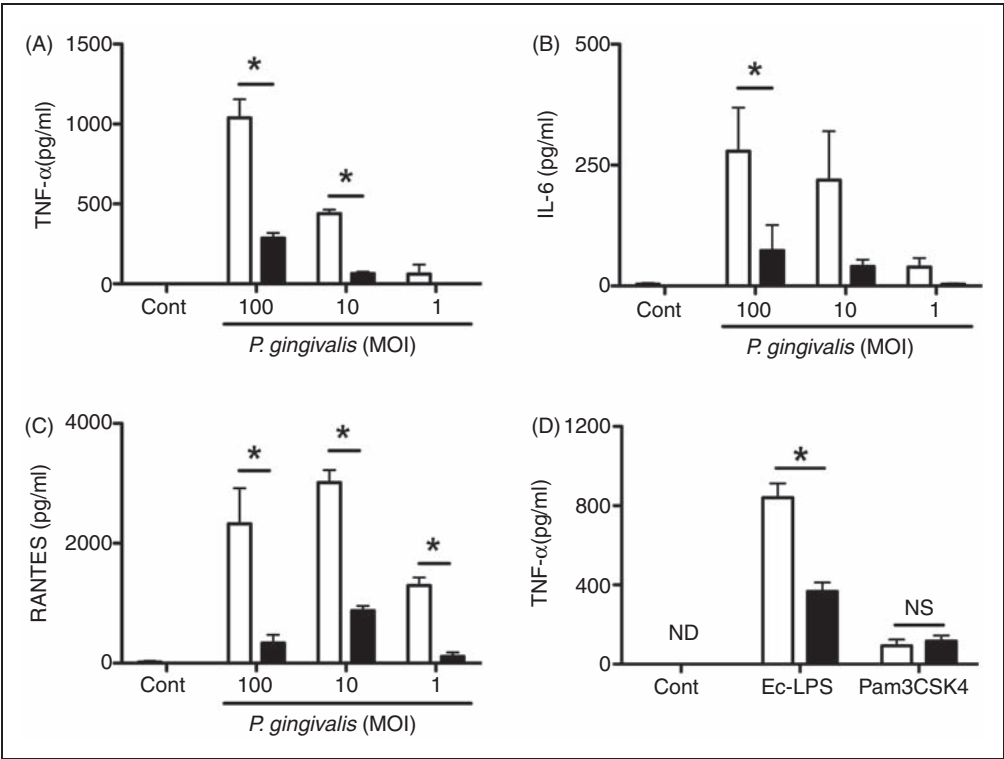 (A)
TNF-α(pg/ml)
1500
1000
500
0
*
*
Cont
100
10
1
P. gingivalis (MOI)
(B)
IL-6 (pg/ml)
500
250
0
*
Cont
100
10
1
P. gingivalis (MOI)
(C)
RANTES (pg/ml)
4000
2000
0
*
*
*
Cont
100
10
1
P. gingivalis (MOI)
(D)
TNF-α(pg/ml)
1200
800
400
0
ND
*
NS
Cont
Ec-LPS
Pam3CSK4